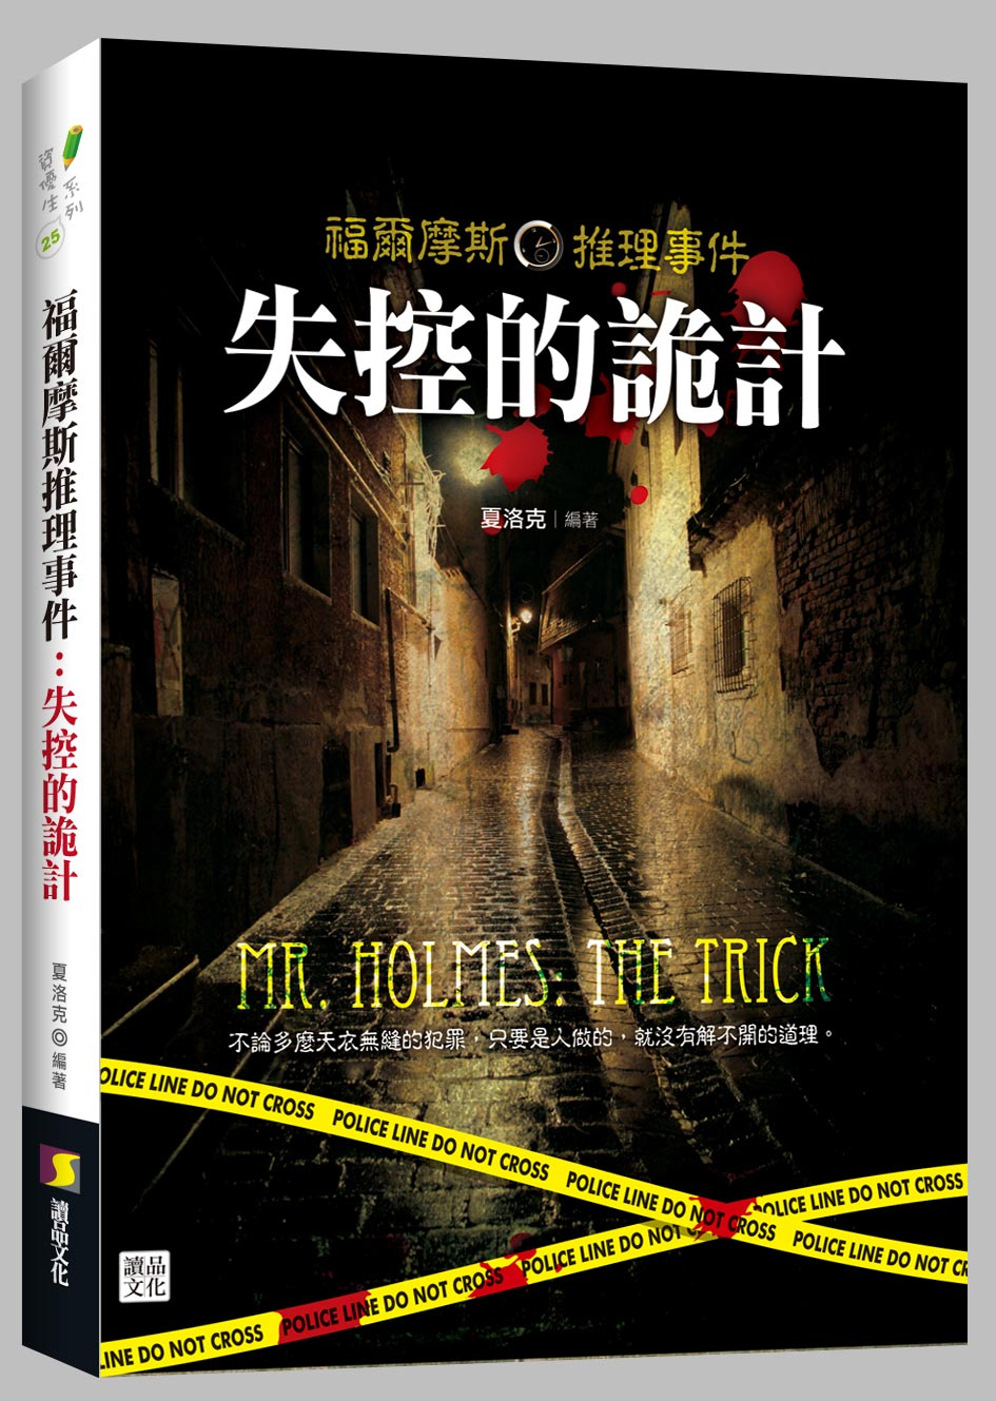 資優生
系列
25
福爾摩斯推理事件：失控的詭計
夏洛克◎編著
讀品文化
福爾摩斯 推理事件
失控的詭計
夏洛克｜編著
MR. HOLMES: THE TRICK
不論多麼天衣無縫的犯罪，只要是人做的，就沒有解不開的道理。
POLICE LINE DO NOT CROSS POLICE LINE DO NOT CROSS POLICE LINE DO NOT CROSS POLICE LINE DO NOT CR
LINE DO NOT CROSS POLICE LINE DO NOT CROSS POLICE LINE DO NOT C POLICE LINE DO NOT CROSS
讀品
文化